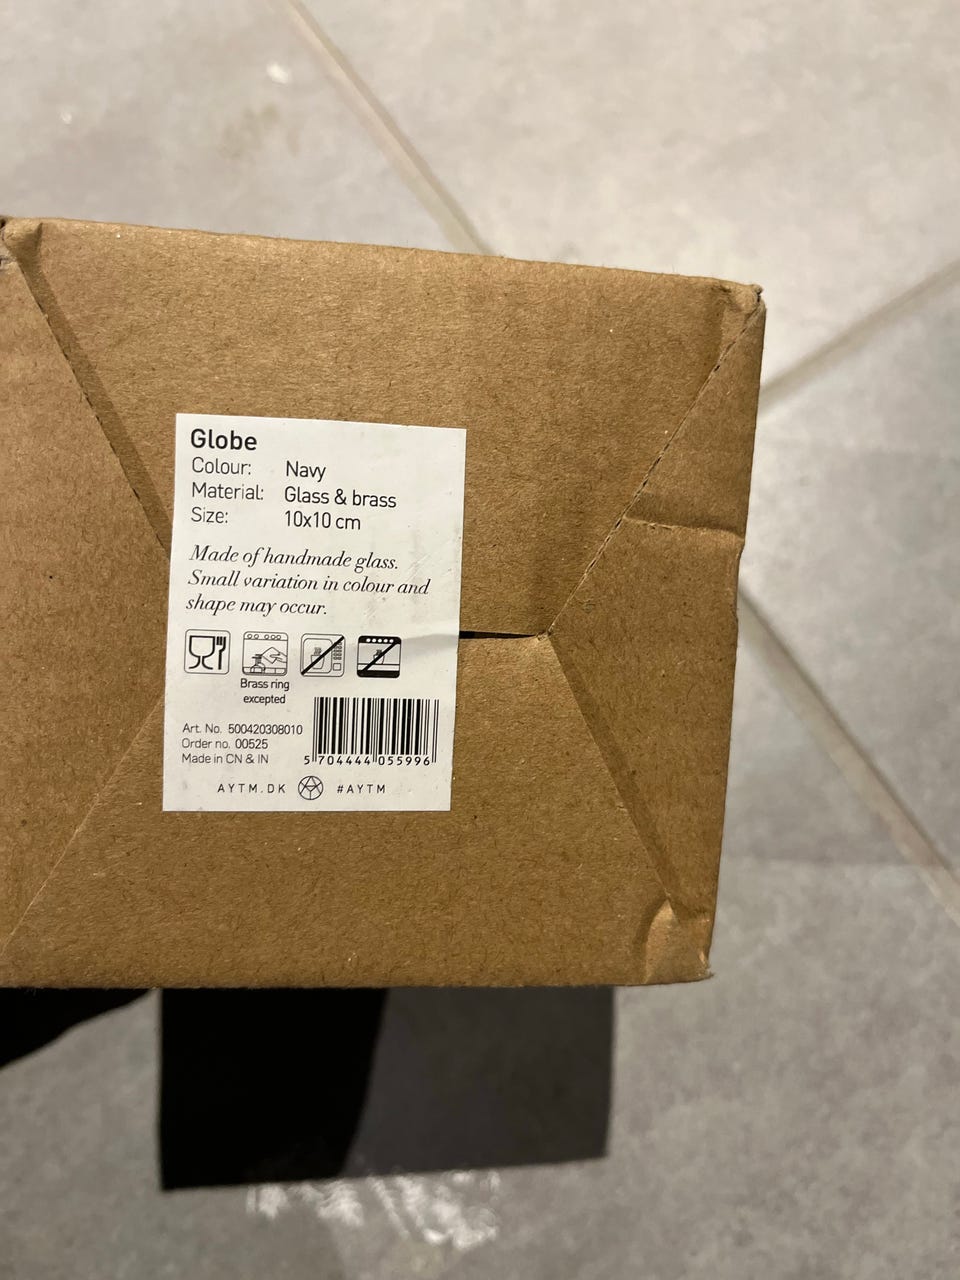 Globe
Colour: Navy
Material: Glass & brass
Size: 10x10 cm
Made of handmade glass.
Small variation in colour and
shape may occur.
Brass ring
excepted
Art. No. 500420308010
Order no. 00525
Made in CN & IN
5 704444 055996
AYTM.DK #AYTM